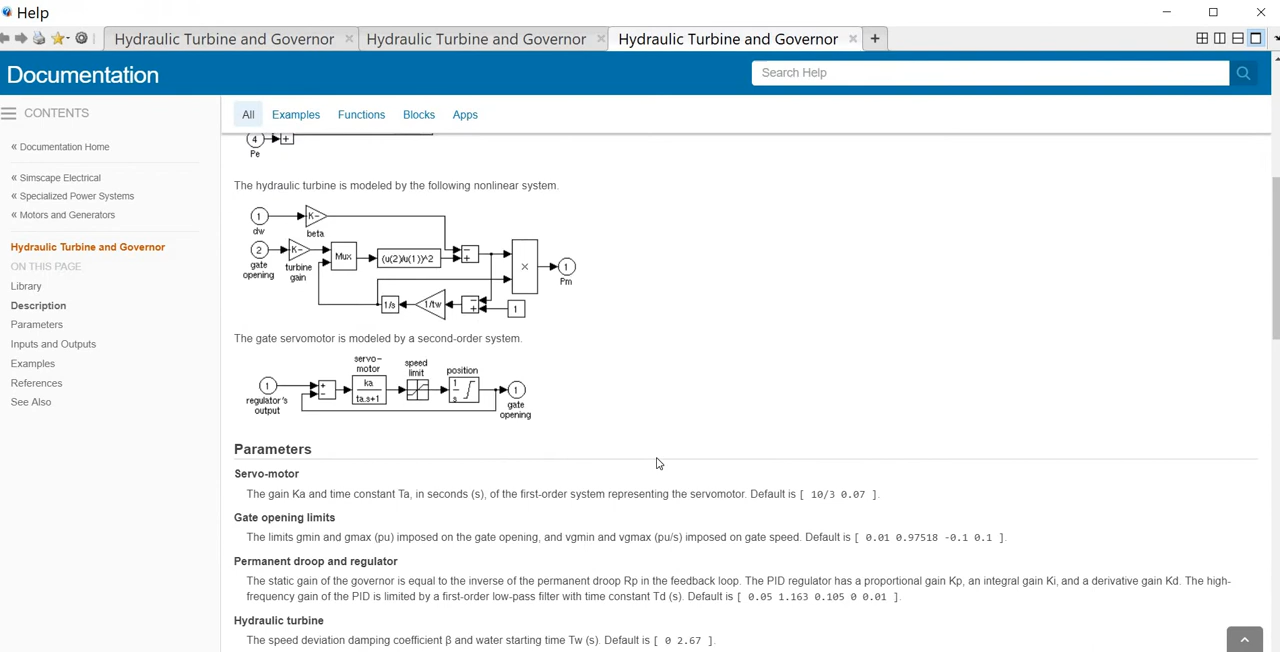 Help
Hydraulic Turbine and Governor
Hydraulic Turbine and Governor
Hydraulic Turbine and Governor
Documentation
Search Help
CONTENTS
« Documentation Home
« Simscape Electrical
« Specialized Power Systems
« Motors and Generators
Hydraulic Turbine and Governor
ON THIS PAGE
Library
Description
Parameters
Inputs and Outputs
Examples
References
See Also
All Examples Functions Blocks Apps
4 +
Pe
The hydraulic turbine is modeled by the following nonlinear system.
1 K-
dw beta
2 K- Mux (u(2)/u(1))^2 − + × 1
gate opening turbine gain Pm
1/s 1/tw − + 1
The gate servomotor is modeled by a second-order system.
servo-motor speed limit position
1 + − ka ta.s+1 1 s 1
regulator's output gate opening
Parameters
Servo-motor
The gain Ka and time constant Ta, in seconds (s), of the first-order system representing the servomotor. Default is [ 10/3 0.07 ].
Gate opening limits
The limits gmin and gmax (pu) imposed on the gate opening, and vgmin and vgmax (pu/s) imposed on gate speed. Default is [ 0.01 0.97518 -0.1 0.1 ].
Permanent droop and regulator
The static gain of the governor is equal to the inverse of the permanent droop Rp in the feedback loop. The PID regulator has a proportional gain Kp, an integral gain Ki, and a derivative gain Kd. The high-
frequency gain of the PID is limited by a first-order low-pass filter with time constant Td (s). Default is [ 0.05 1.163 0.105 0 0.01 ].
Hydraulic turbine
The speed deviation damping coefficient β and water starting time Tw (s). Default is [ 0 2.67 ].